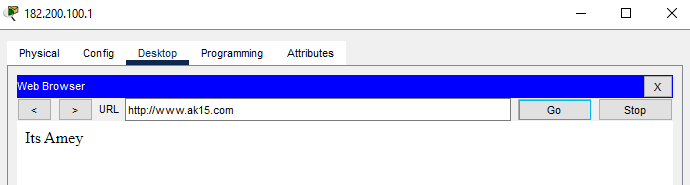 182.200.100.1
Physical Config Desktop Programming Attributes
Web Browser X
< > URL http://www.ak15.com Go Stop
Its Amey